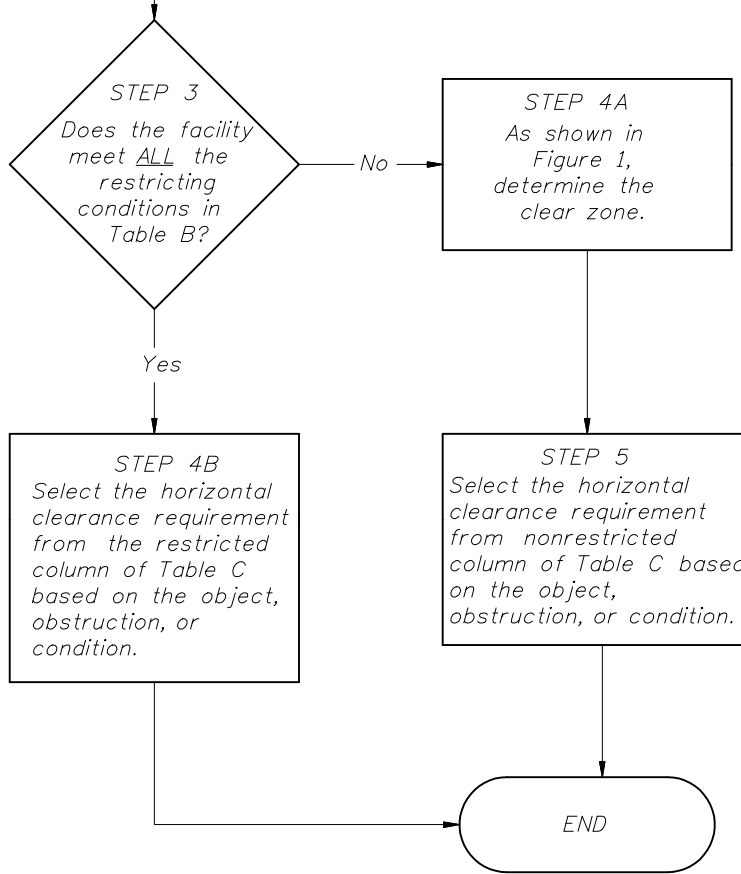 STEP 3
Does the facility
meet ALL the
restricting
conditions in
Table B?
No
STEP 4A
As shown in
Figure 1,
determine the
clear zone.
Yes
STEP 4B
Select the horizontal
clearance requirement
from the restricted
column of Table C
based on the object,
obstruction, or
condition.
STEP 5
Select the horizontal
clearance requirement
from nonrestricted
column of Table C based
on the object,
obstruction, or condition.
END